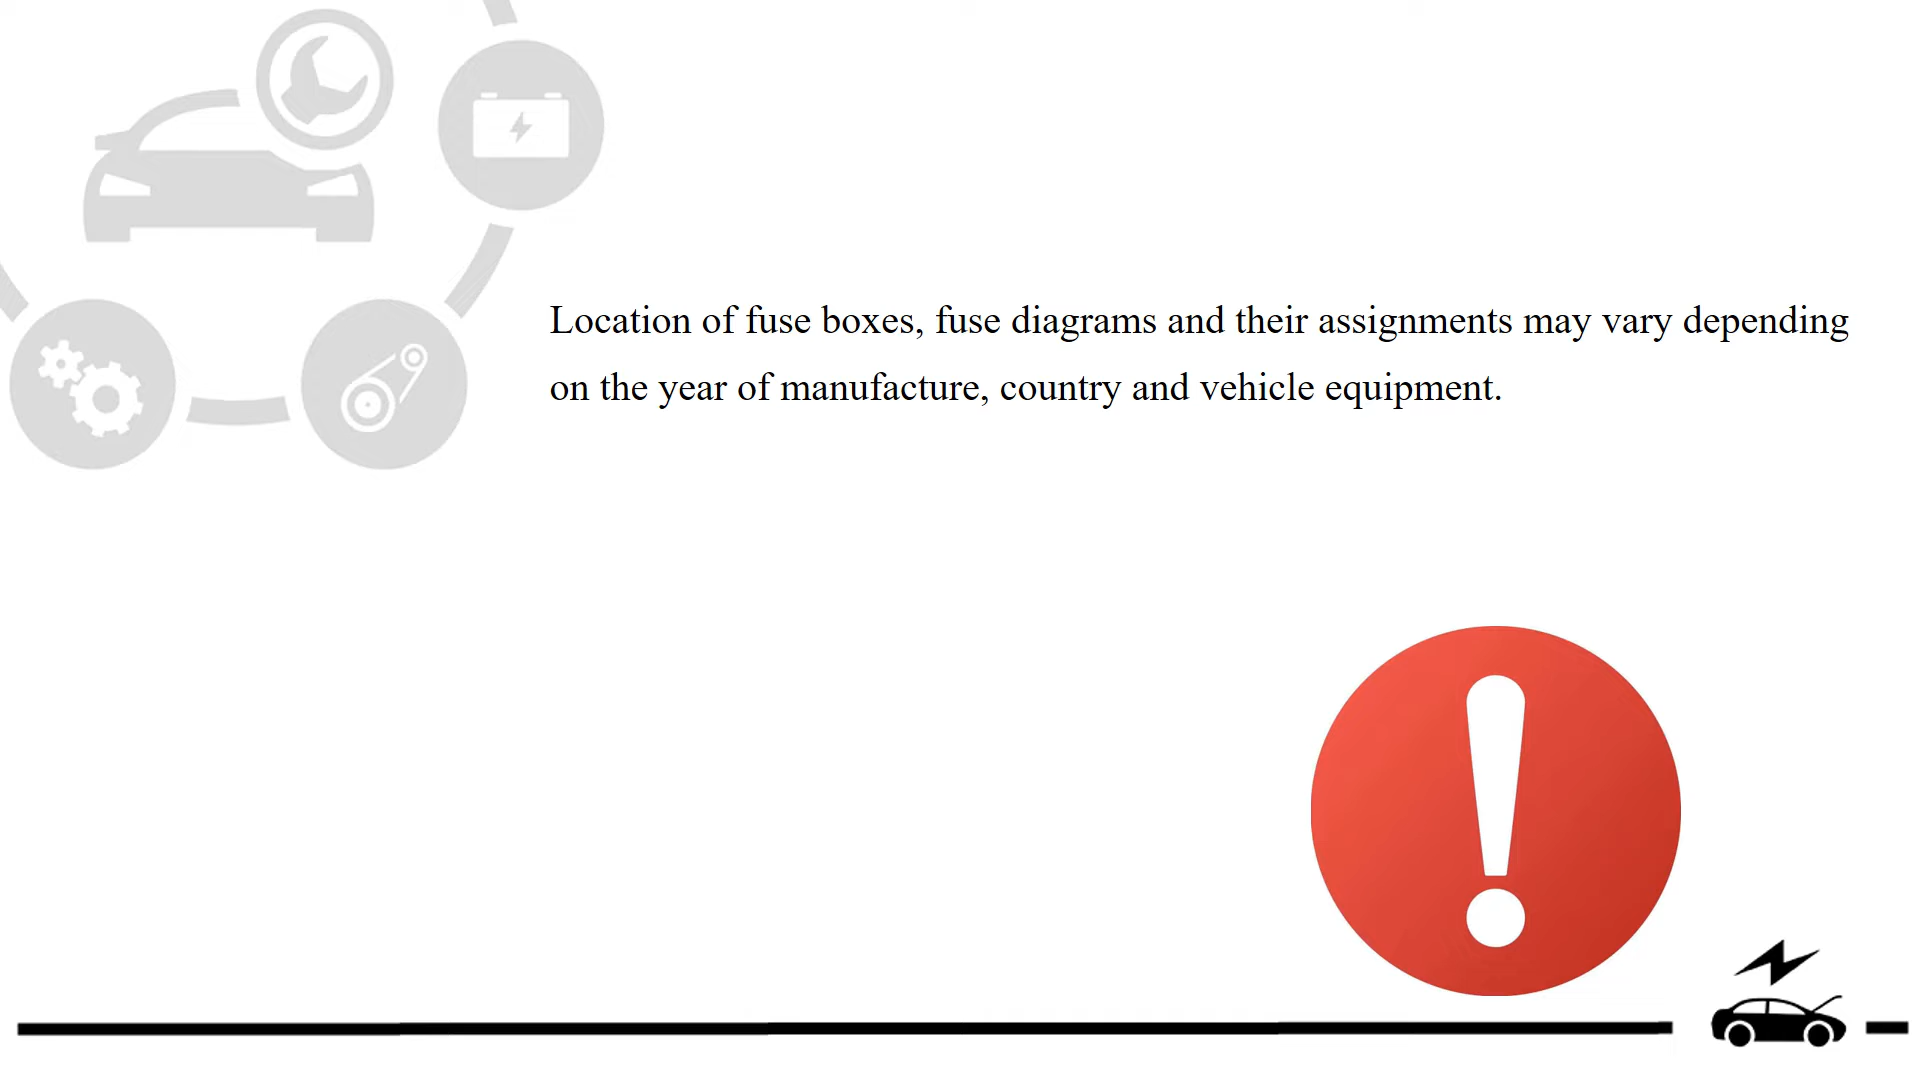 Location of fuse boxes, fuse diagrams and their assignments may vary depending
on the year of manufacture, country and vehicle equipment.